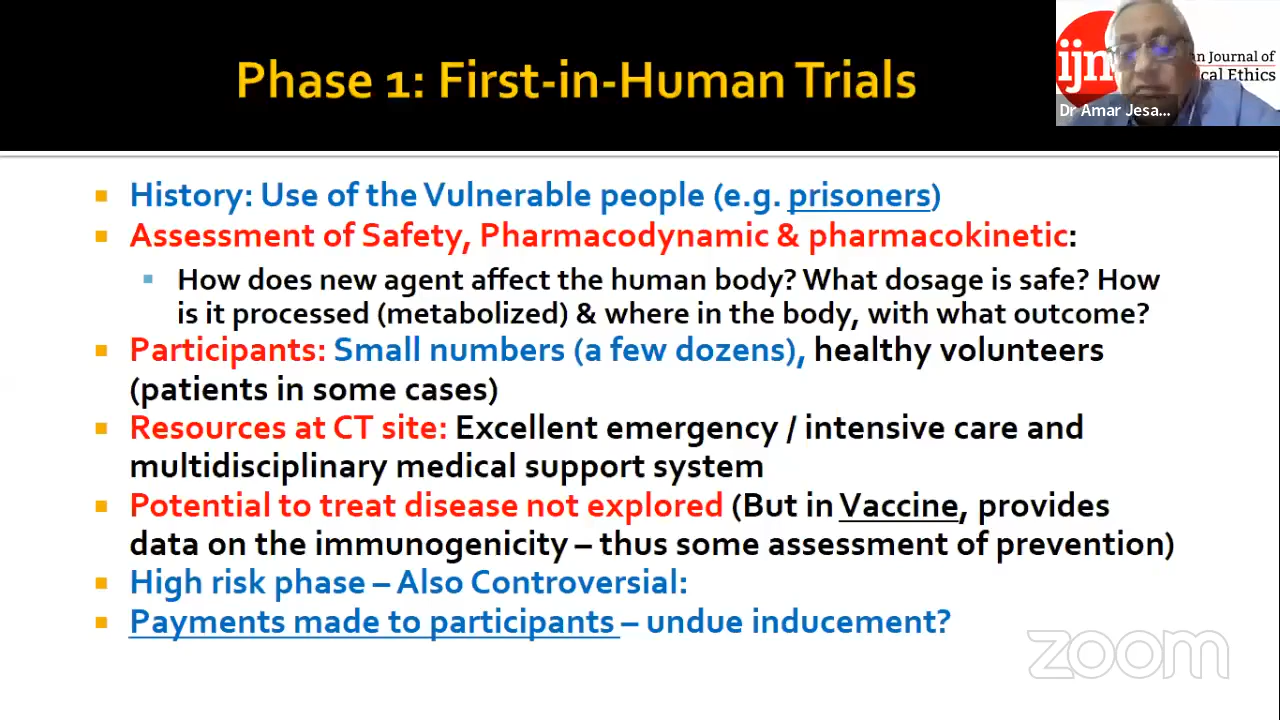 Phase 1: First-in-Human Trials
ijm
n Journal of
cal Ethics
Dr Amar Jesa...
History: Use of the Vulnerable people (e.g. prisoners)
Assessment of Safety, Pharmacodynamic & pharmacokinetic:
How does new agent affect the human body? What dosage is safe? How
is it processed (metabolized) & where in the body, with what outcome?
Participants: Small numbers (a few dozens), healthy volunteers
(patients in some cases)
Resources at CT site: Excellent emergency / intensive care and
multidisciplinary medical support system
Potential to treat disease not explored (But in Vaccine, provides
data on the immunogenicity – thus some assessment of prevention)
High risk phase – Also Controversial:
Payments made to participants – undue inducement?
zoom